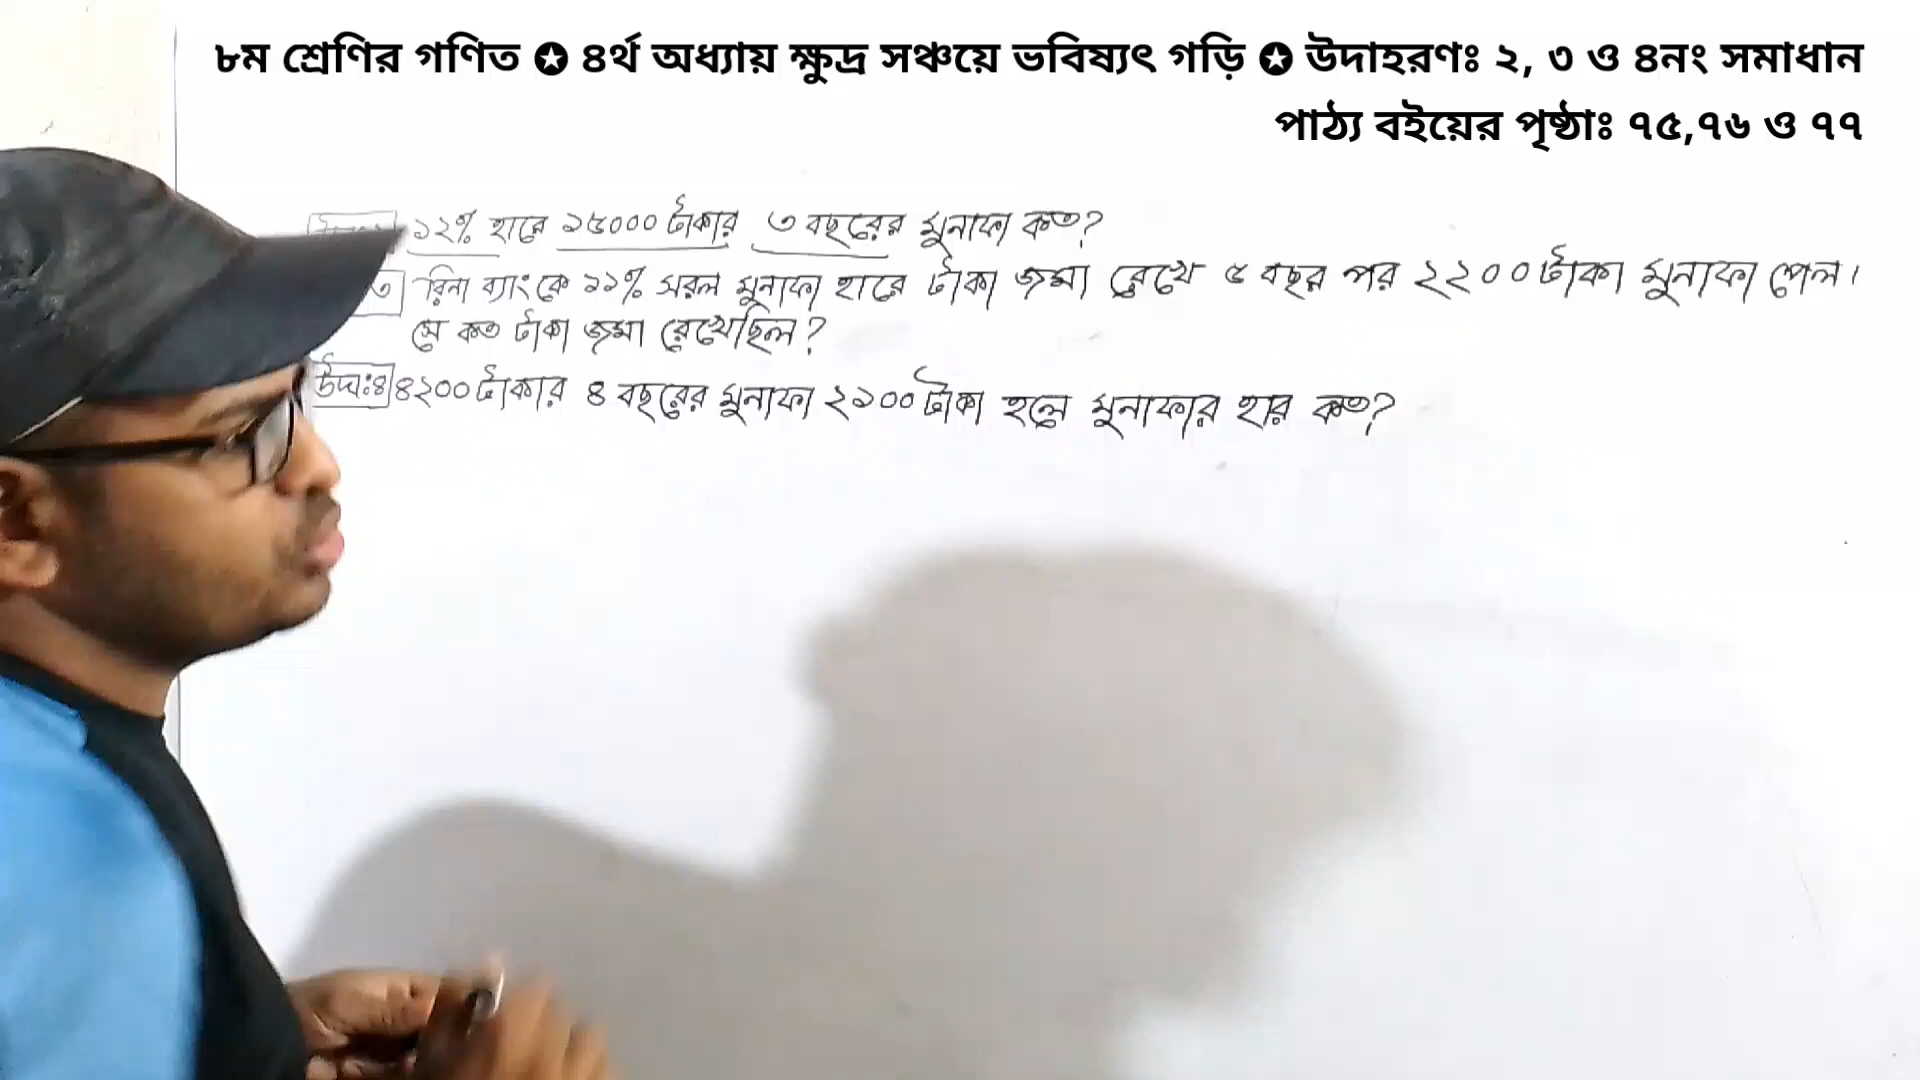 ৮ম শ্রেণির গণিত ✪ ৪র্থ অধ্যায় ক্ষুদ্র সঞ্চয়ে ভবিষ্যৎ গড়ি ✪ উদাহরণঃ ২, ৩ ও ৪নং সমাধান
পাঠ্য বইয়ের পৃষ্ঠাঃ ৭৫,৭৬ ও ৭৭
১২% হারে ১৫০০০ টাকার ৩ বছরের মুনাফা কত?
৩ রিনা ব্যাংকে ১১% সরল মুনাফা হারে টাকা জমা রেখে ৫ বছর পর ২২০০ টাকা মুনাফা পেল।
সে কত টাকা জমা রেখেছিল?
উদাঃ৪ ৪২০০ টাকার ৪ বছরের মুনাফা ২১০০ টাকা হলে মুনাফার হার কত?